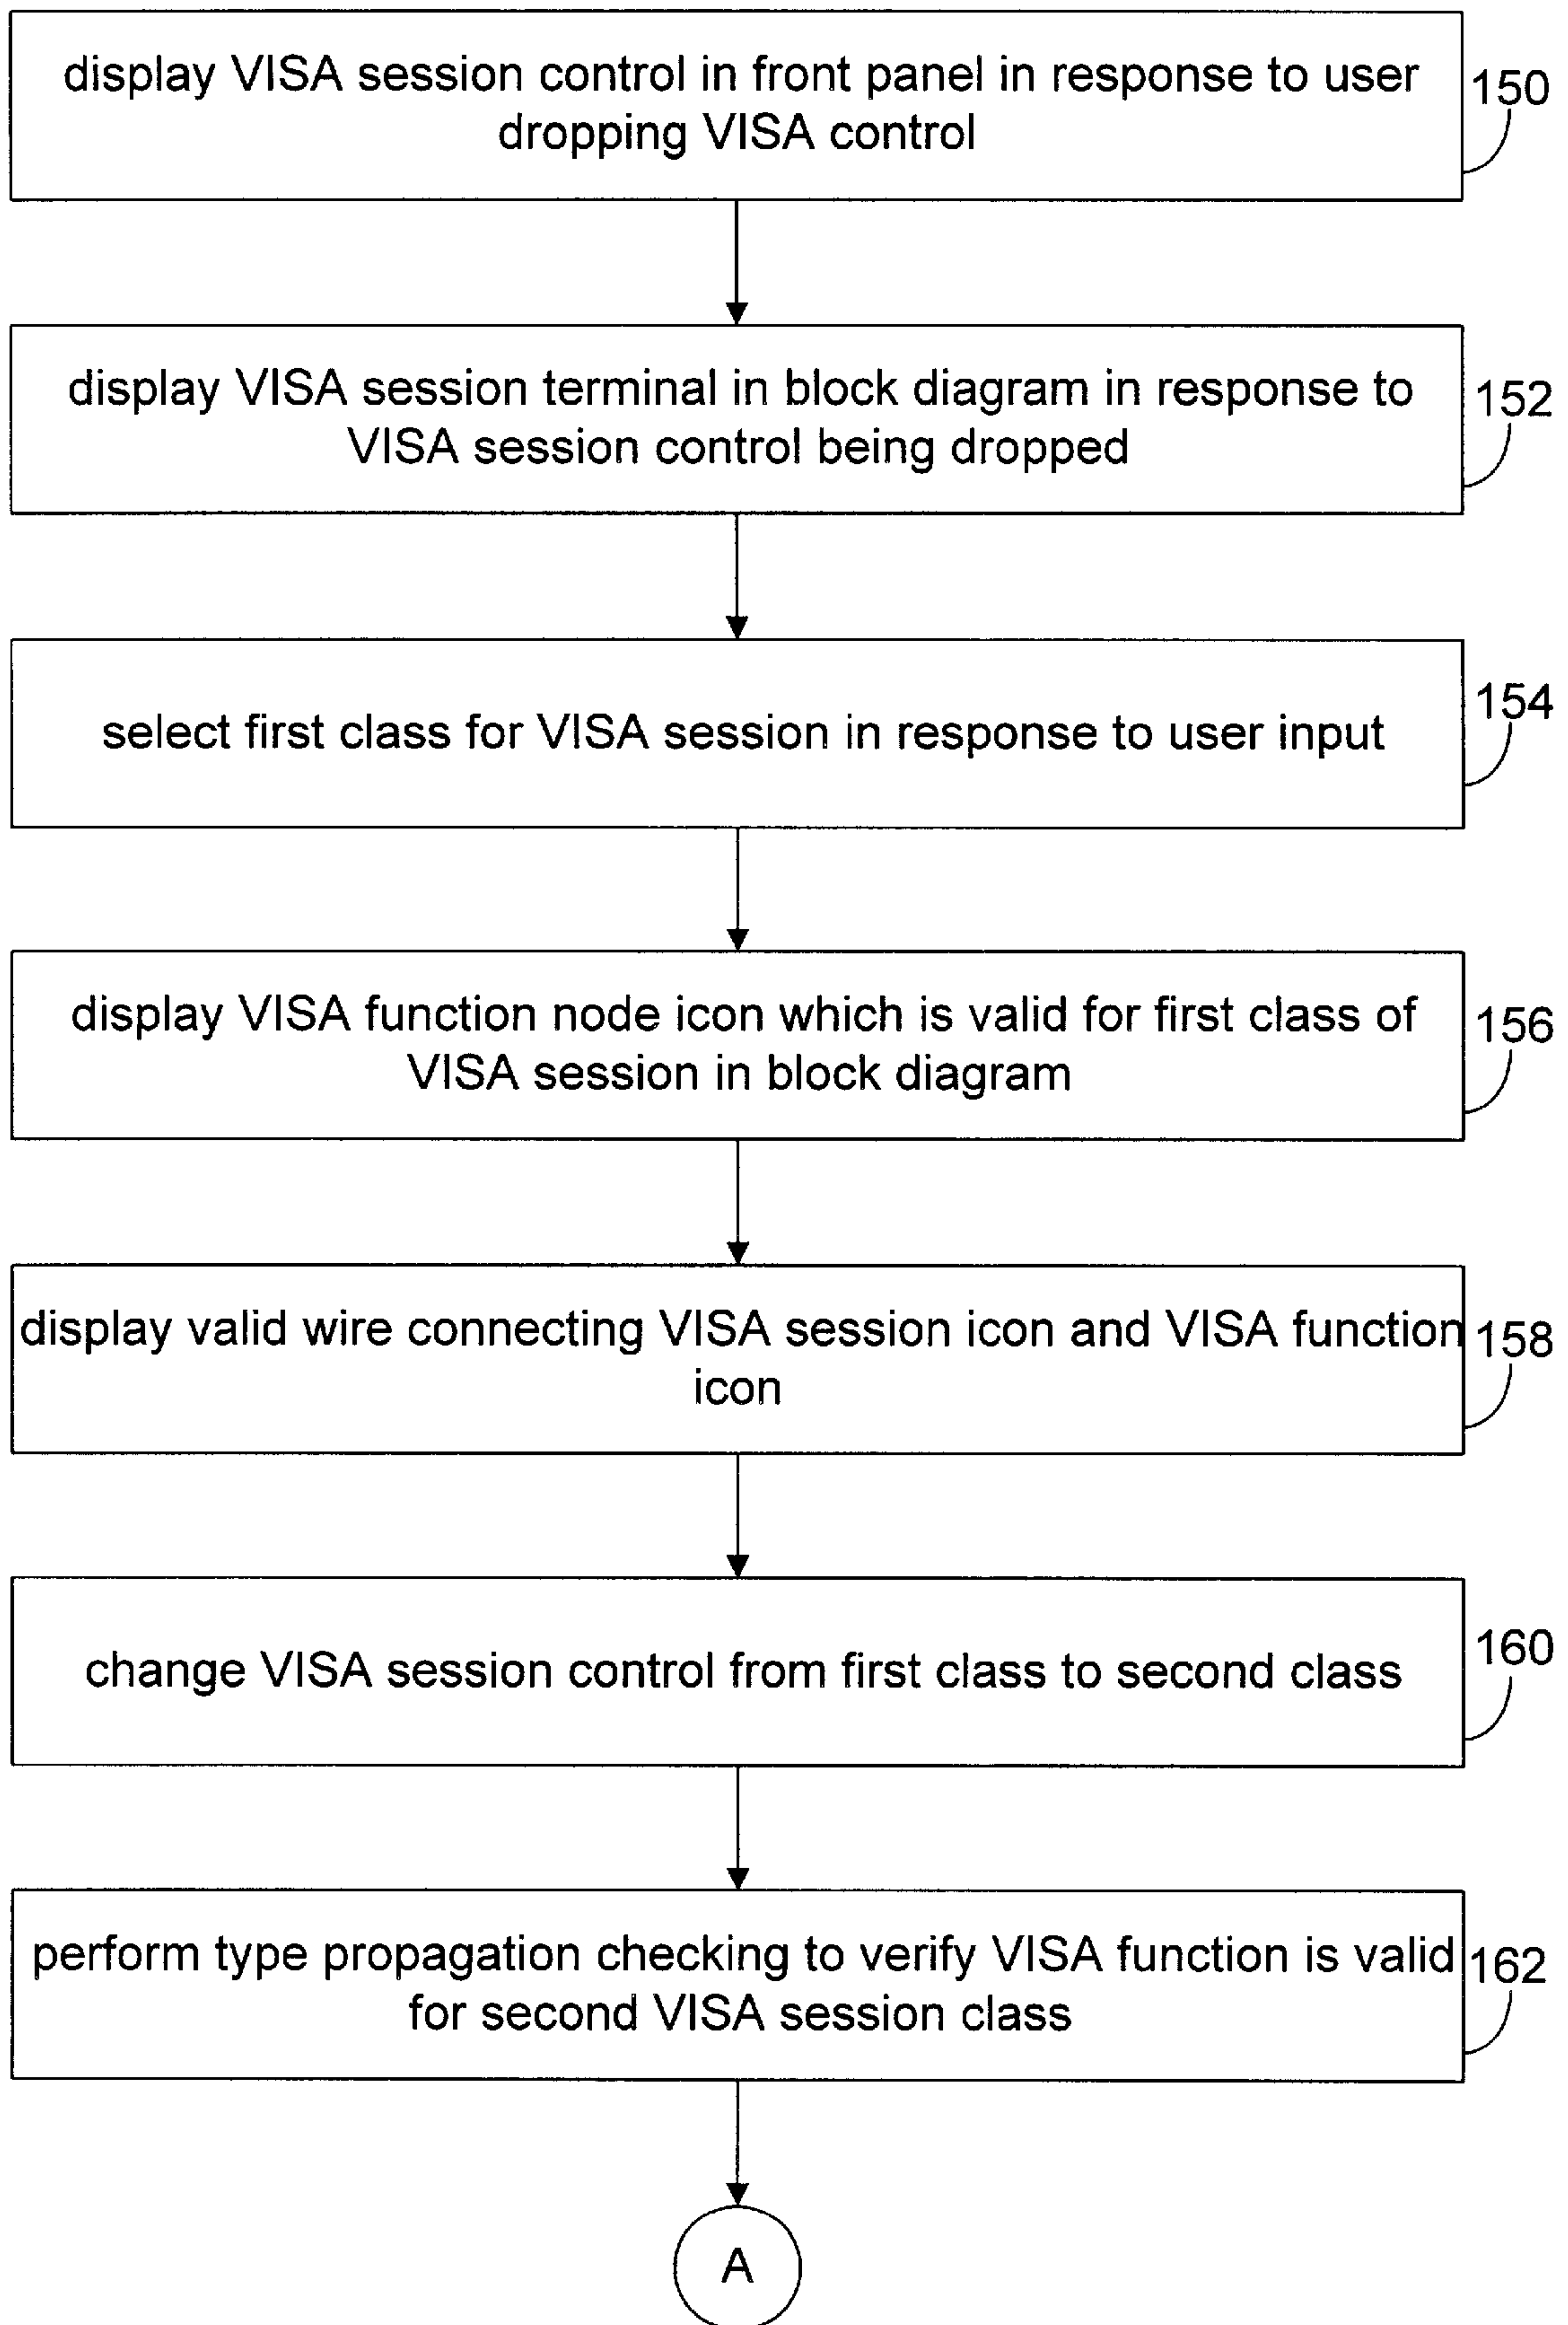 display VISA session control in front panel in response to user
dropping VISA control
150
display VISA session terminal in block diagram in response to
VISA session control being dropped
152
select first class for VISA session in response to user input
154
display VISA function node icon which is valid for first class of
VISA session in block diagram
156
display valid wire connecting VISA session icon and VISA function
icon
158
change VISA session control from first class to second class
160
perform type propagation checking to verify VISA function is valid
for second VISA session class
162
A